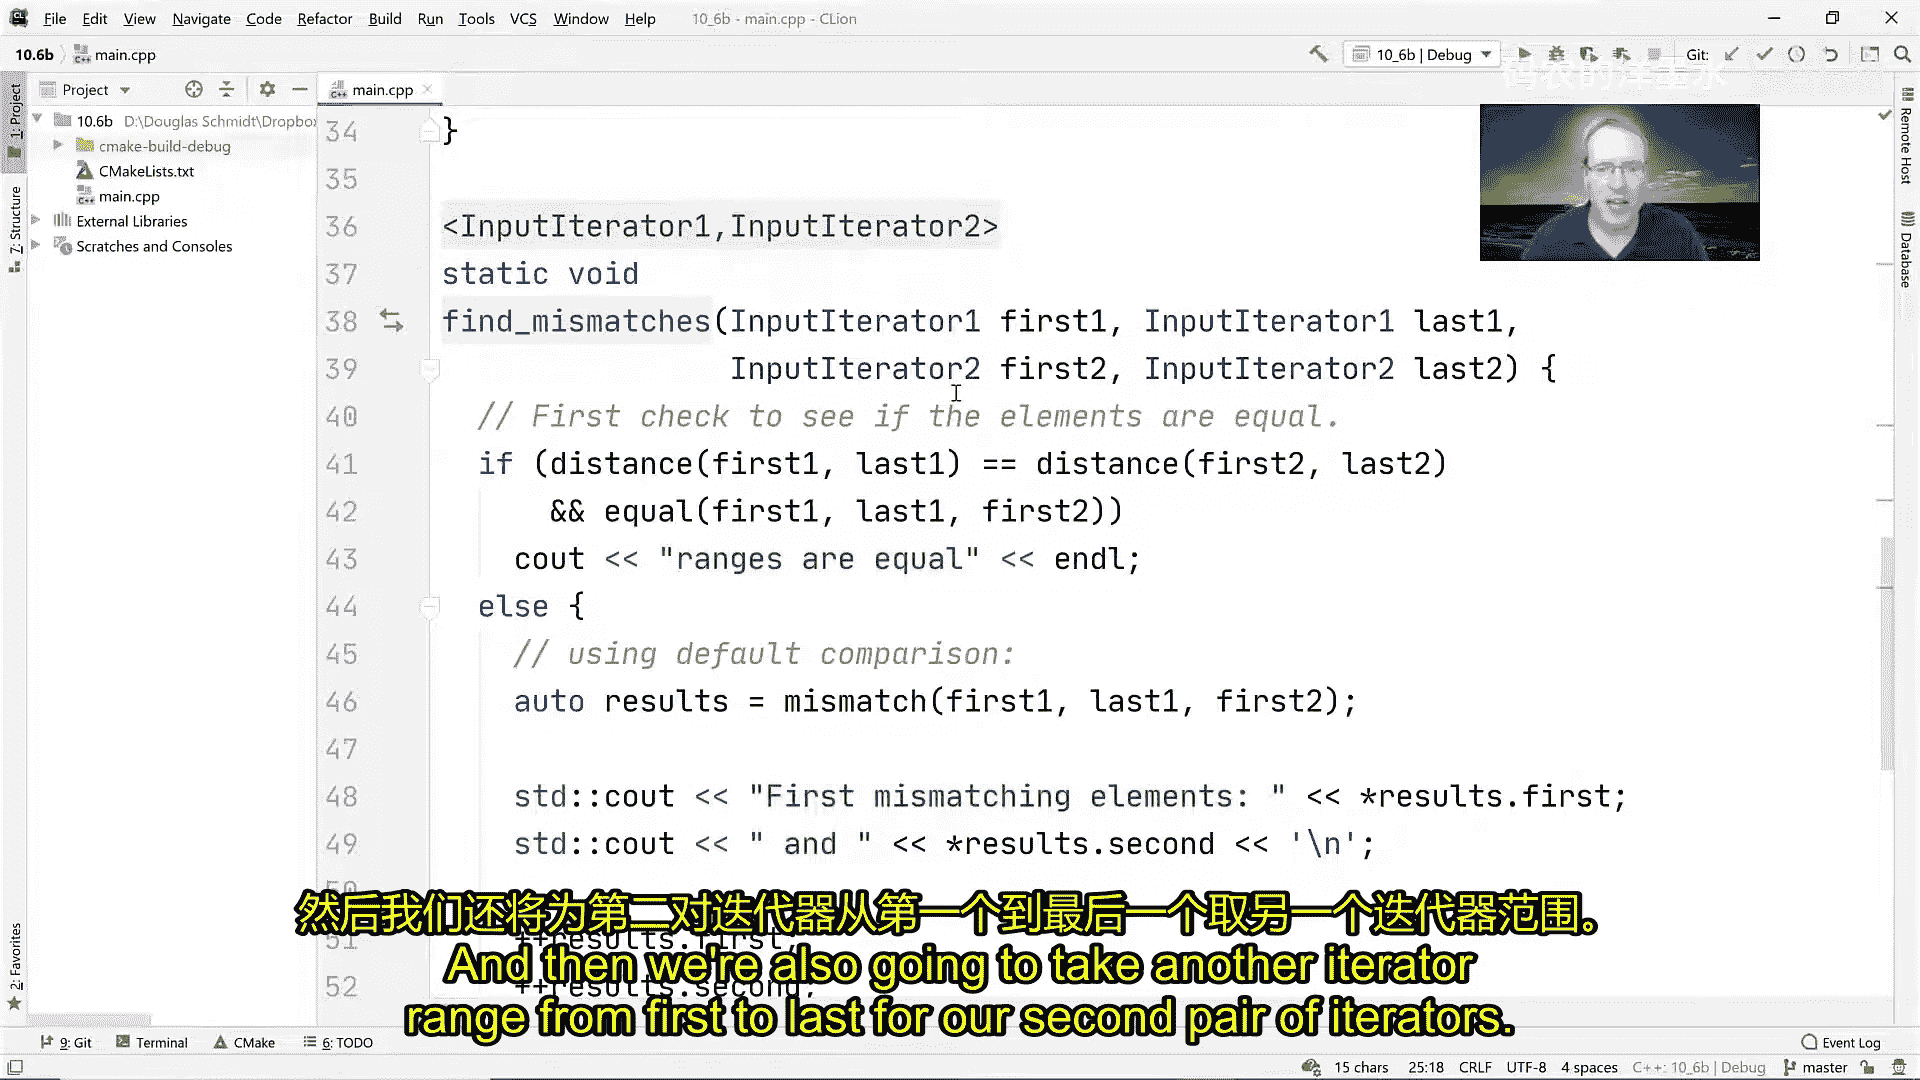 File Edit View Navigate Code Refactor Build Run Tools VCS Window Help 10_6b - main.cpp - CLion
10.6b main.cpp 10_6b | Debug Git:
Project main.cpp
1: Project
7: Structure
2: Favorites
10.6b D:\Douglas Schmidt\Dropbox
cmake-build-debug
CMakeLists.txt
main.cpp
External Libraries
Scratches and Consoles
34 }
35
36 <InputIterator1,InputIterator2>
37 static void
38 find_mismatches(InputIterator1 first1, InputIterator1 last1,
39 InputIterator2 first2, InputIterator2 last2) {
40 // First check to see if the elements are equal.
41 if (distance(first1, last1) == distance(first2, last2)
42 && equal(first1, last1, first2))
43 cout << "ranges are equal" << endl;
44 else {
45 // using default comparison:
46 auto results = mismatch(first1, last1, first2);
47
48 std::cout << "First mismatching elements: " << *results.first;
49 std::cout << " and " << *results.second << '\n';
50
51 ++results.first;
52 ++results.second;
Remote Host
Database
然后我们还将为第二对迭代器从第一个到最后一个取另一个迭代器范围。
And then we're also going to take another iterator
range from first to last for our second pair of iterators.
9: Git Terminal CMake 6: TODO Event Log
15 chars 25:18 CRLF UTF-8 4 spaces C++: 10_6b | Debug master